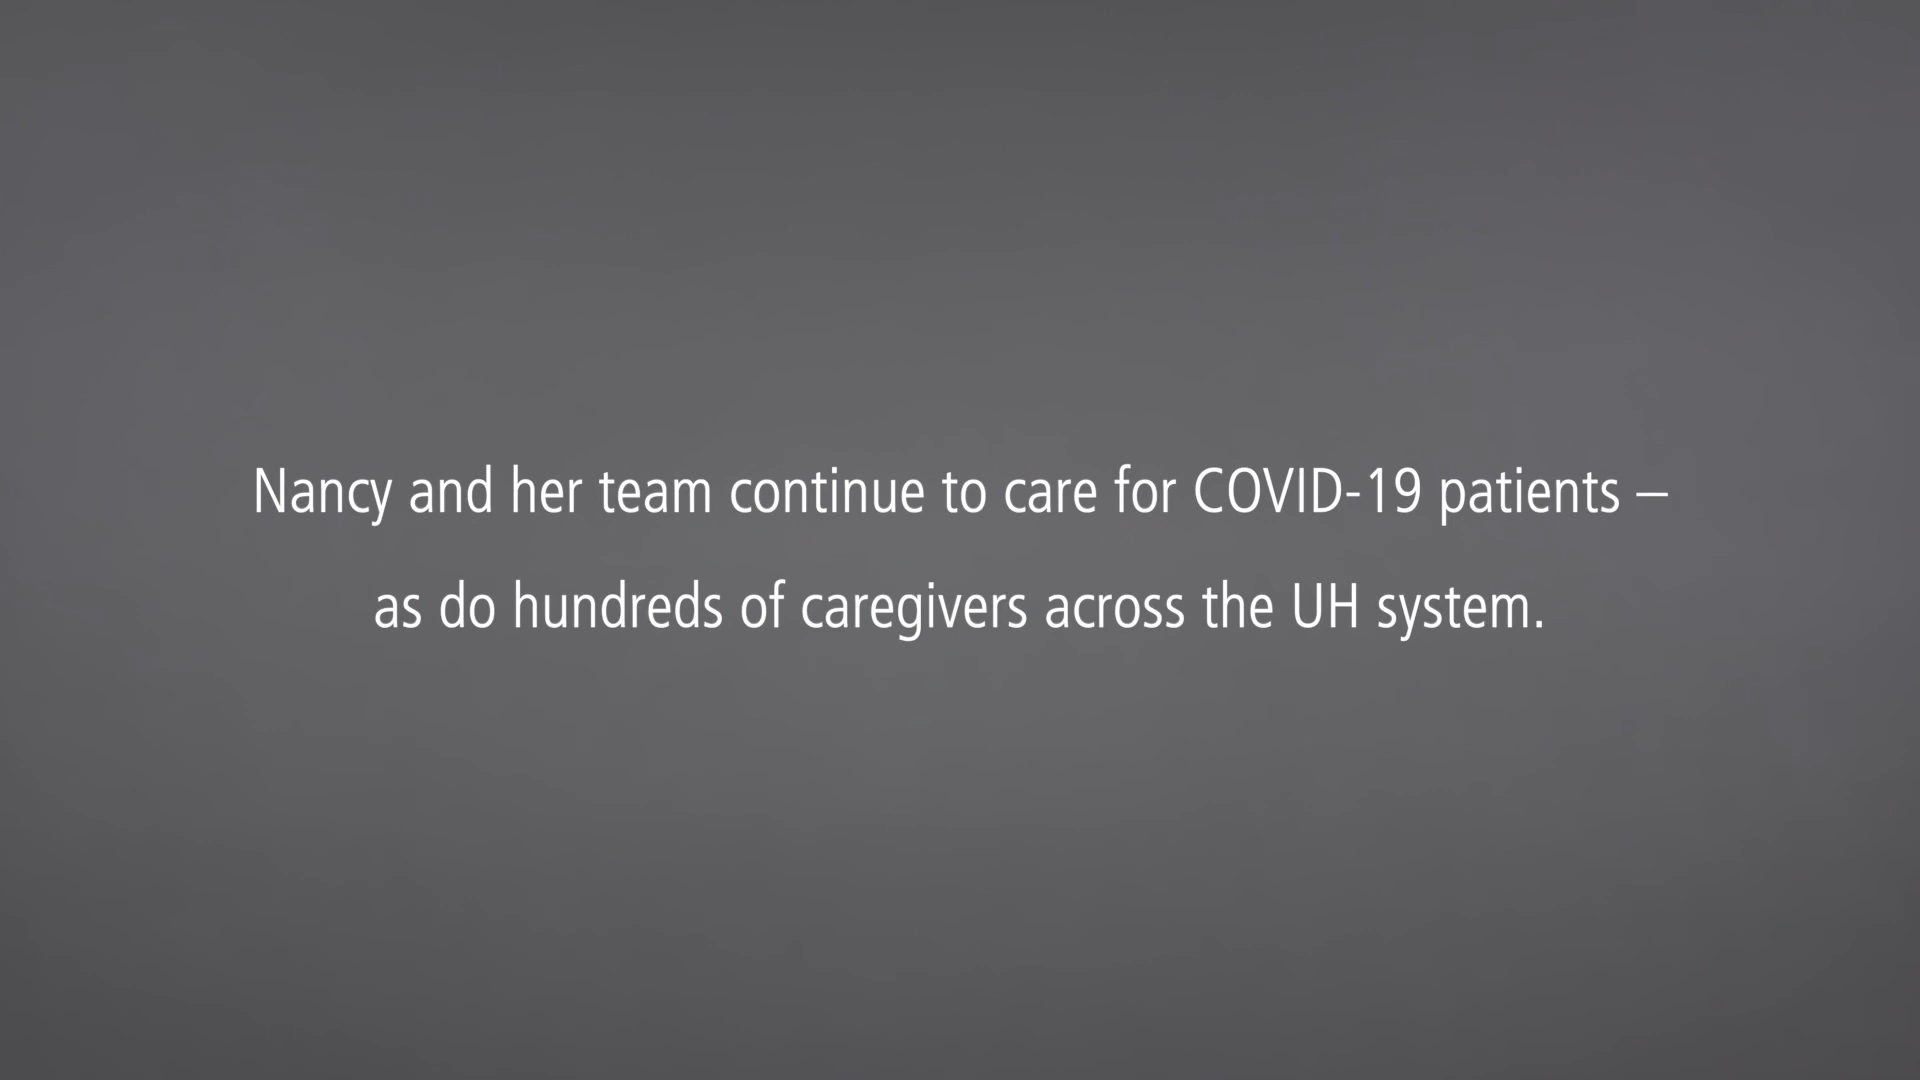 Nancy and her team continue to care for COVID-19 patients –
as do hundreds of caregivers across the UH system.